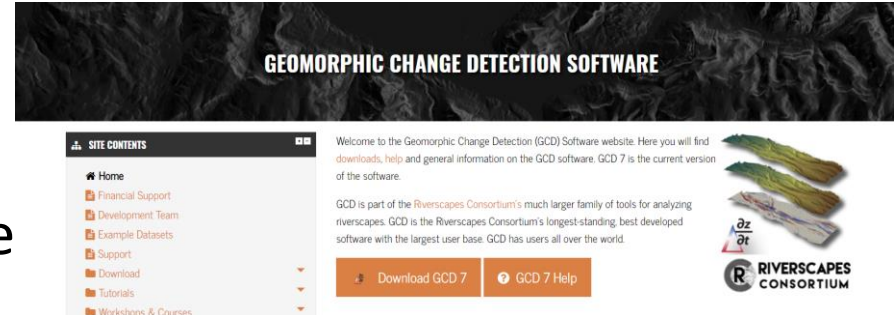 GEOMORPHIC CHANGE DETECTION SOFTWARE
SITE CONTENTS
Home
Financial Support
Development Team
Example Datasets
Support
Download
Tutorials
Workshops & Courses
Welcome to the Geomorphic Change Detection (GCD) Software website. Here you will find
downloads, help and general information on the GCD software. GCD 7 is the current version
of the software.
GCD is part of the Riverscapes Consortium's much larger family of tools for analyzing
riverscapes. GCD is the Riverscapes Consortium's longest-standing, best developed
software with the largest user base. GCD has users all over the world.
Download GCD 7
GCD 7 Help
∂z
∂t
R
RIVERSCAPES
CONSORTIUM
e